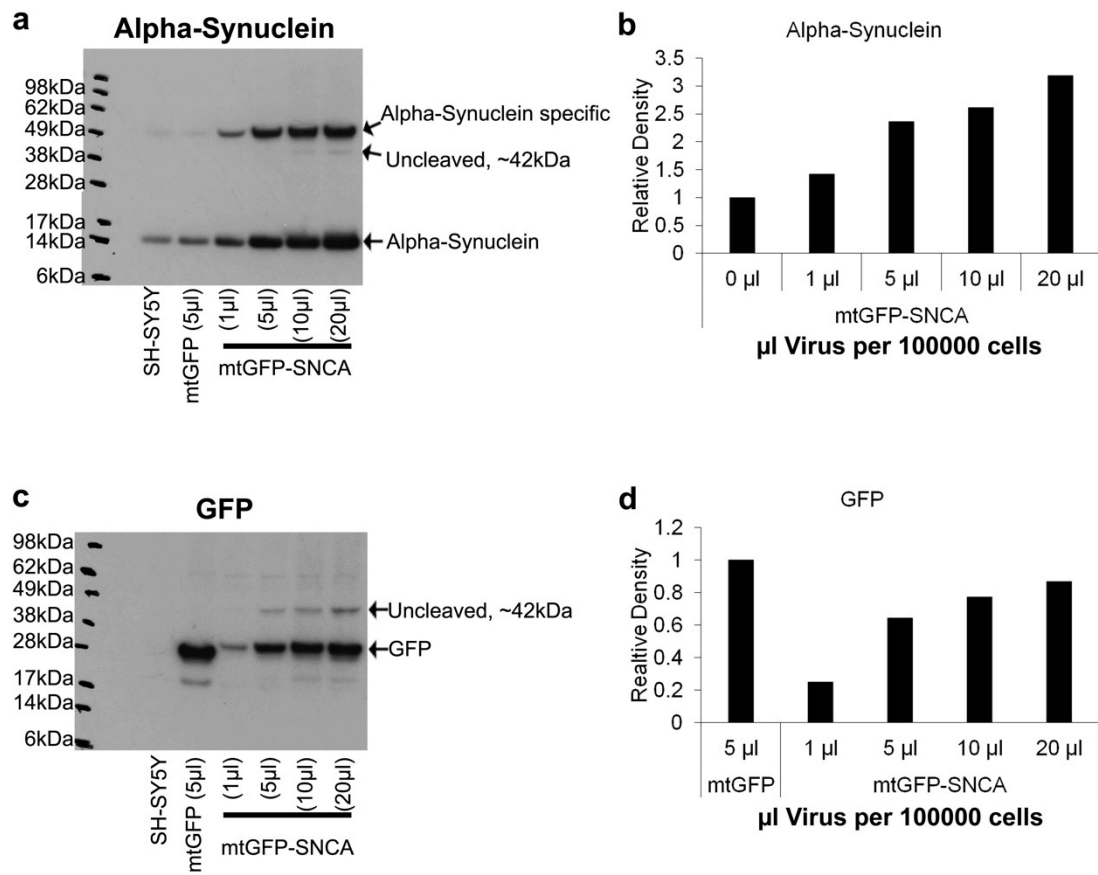 a
Alpha-Synuclein
98kDa
62kDa
49kDa
38kDa
28kDa
17kDa
14kDa
6kDa
Alpha-Synuclein specific
Uncleaved, ~42kDa
Alpha-Synuclein
SH-SY5Y
mtGFP (5µl)
(1µl)
(5µl)
(10µl)
(20µl)
mtGFP-SNCA
b
Alpha-Synuclein
Relative Density
3.5
3
2.5
2
1.5
1
0.5
0
0 µl 1 µl 5 µl 10 µl 20 µl
mtGFP-SNCA
µl Virus per 100000 cells
c
GFP
98kDa
62kDa
49kDa
38kDa
28kDa
17kDa
14kDa
6kDa
Uncleaved, ~42kDa
GFP
SH-SY5Y
mtGFP (5µl)
(1µl)
(5µl)
(10µl)
(20µl)
mtGFP-SNCA
d
GFP
Realtive Density
1.2
1
0.8
0.6
0.4
0.2
0
5 µl 1 µl 5 µl 10 µl 20 µl
mtGFP mtGFP-SNCA
µl Virus per 100000 cells